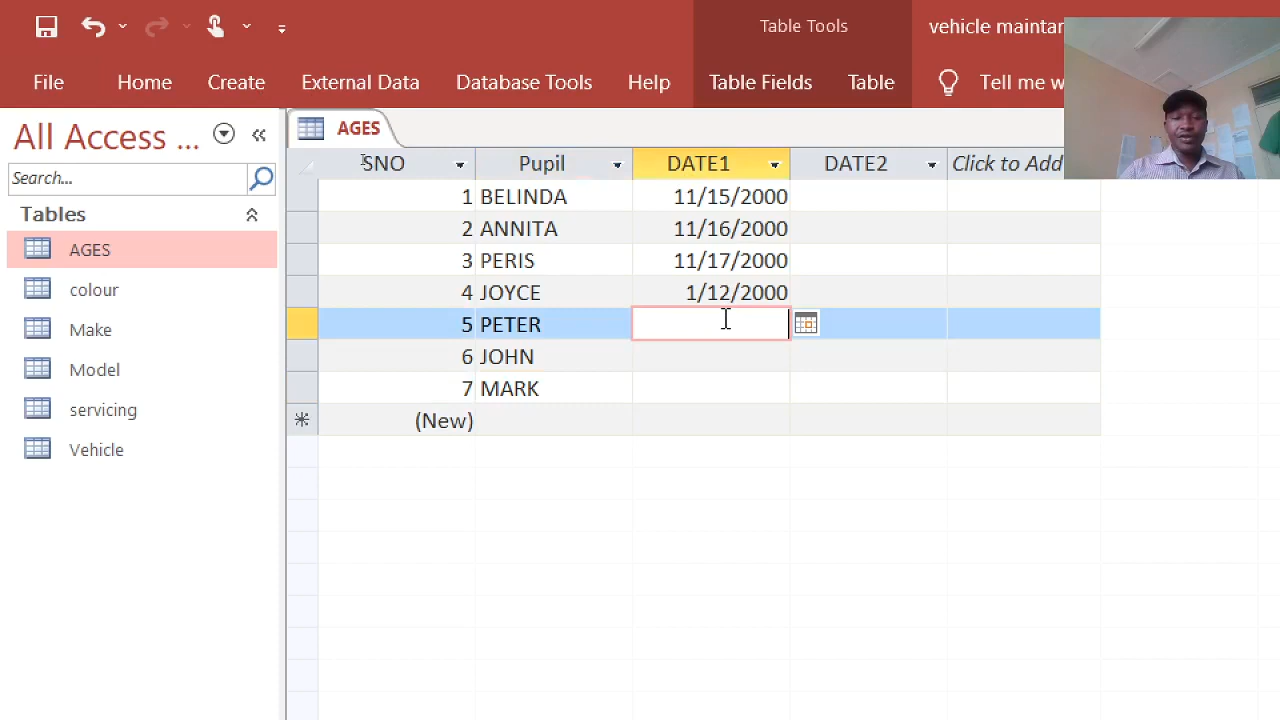 Table Tools
vehicle maintan
File Home Create External Data Database Tools Help Table Fields Table Tell me w
All Access ...
Search...
Tables
AGES
colour
Make
Model
servicing
Vehicle
AGES
SNO Pupil DATE1 DATE2 Click to Add
1 BELINDA 11/15/2000
2 ANNITA 11/16/2000
3 PERIS 11/17/2000
4 JOYCE 1/12/2000
5 PETER
6 JOHN
7 MARK
(New)